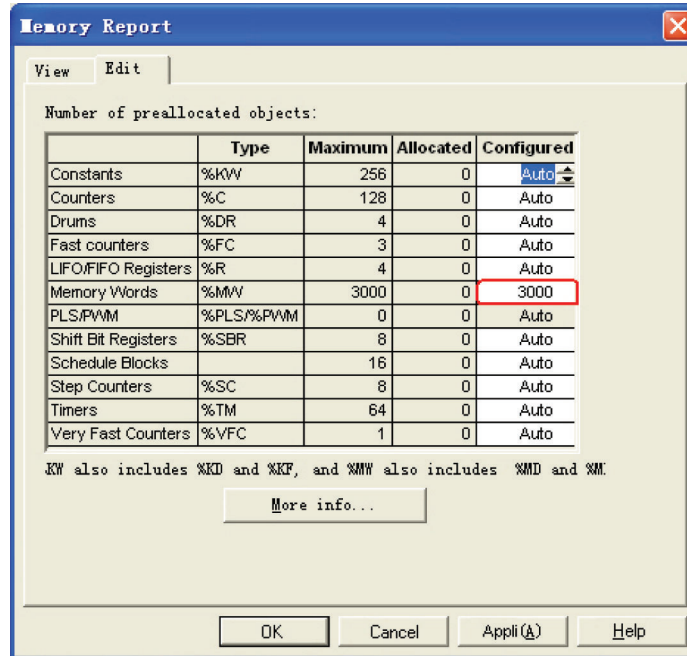 Memory Report
View Edit
Number of preallocated objects:
Type Maximum Allocated Configured
Constants %KW 256 0 Auto
Counters %C 128 0 Auto
Drums %DR 4 0 Auto
Fast counters %FC 3 0 Auto
LIFO/FIFO Registers %R 4 0 Auto
Memory Words %MW 3000 0 3000
PLS/PWM %PLS/%PWM 0 0 Auto
Shift Bit Registers %SBR 8 0 Auto
Schedule Blocks 16 0 Auto
Step Counters %SC 8 0 Auto
Timers %TM 64 0 Auto
Very Fast Counters %VFC 1 0 Auto
KW also includes %KD and %KF, and %MW also includes %MD and %M
More info...
OK Cancel Appli(A) Help